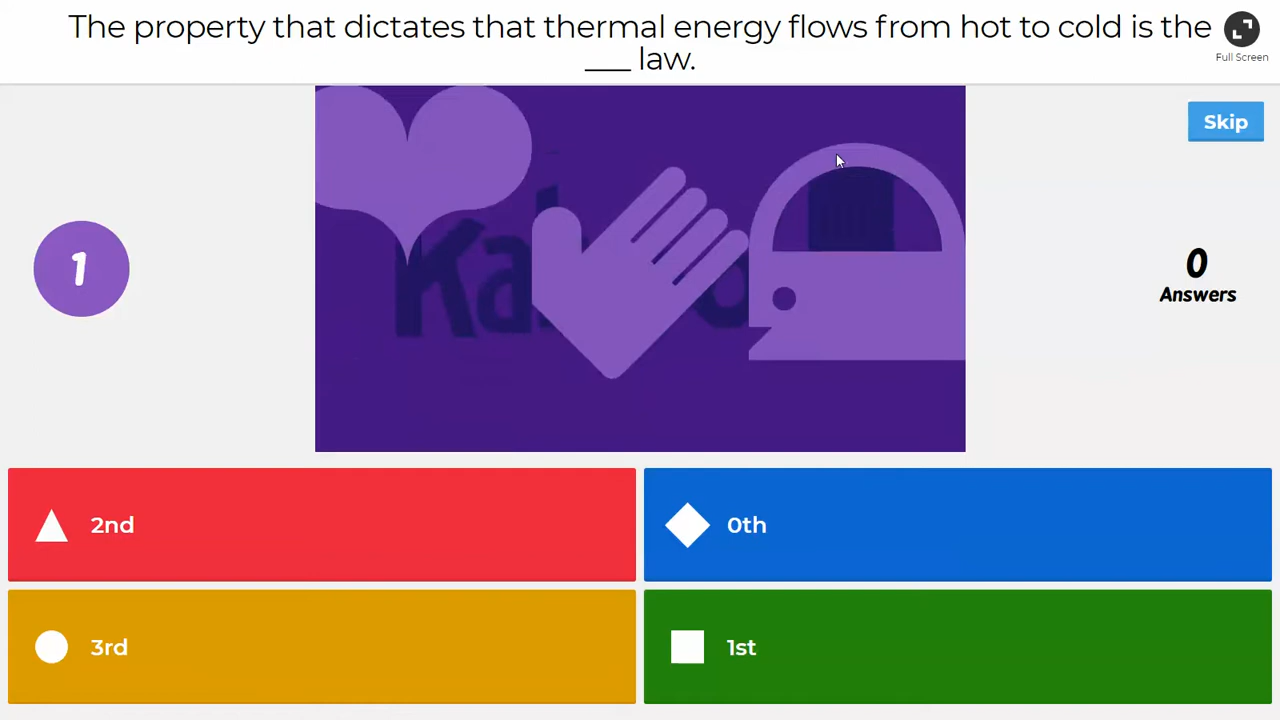 The property that dictates that thermal energy flows from hot to cold is the
___ law.
Full Screen
Skip
1
0
Answers
2nd
0th
3rd
1st